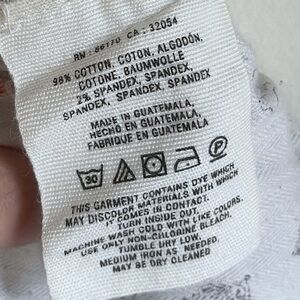 RN: 66170 CA: 32054
98% COTTON, COTON, ALGODÓN,
COTONE, BAUMWOLLE
2% SPANDEX, SPANDEX,
SPANDEX, SPANDEX, SPANDEX
MADE IN GUATEMALA,
HECHO EN GUATEMALA,
FABRIQUE EN GUATEMALA
30 P
THIS GARMENT CONTAINS DYE WHICH
MAY DISCOLOR MATERIALS WITH WHICH
IT COMES IN CONTACT.
TURN INSIDE OUT.
MACHINE WASH COLD WITH LIKE COLORS.
USE ONLY NON-CHLORINE BLEACH.
TUMBLE DRY LOW.
MEDIUM IRON AS NEEDED.
MAY BE DRY CLEANED